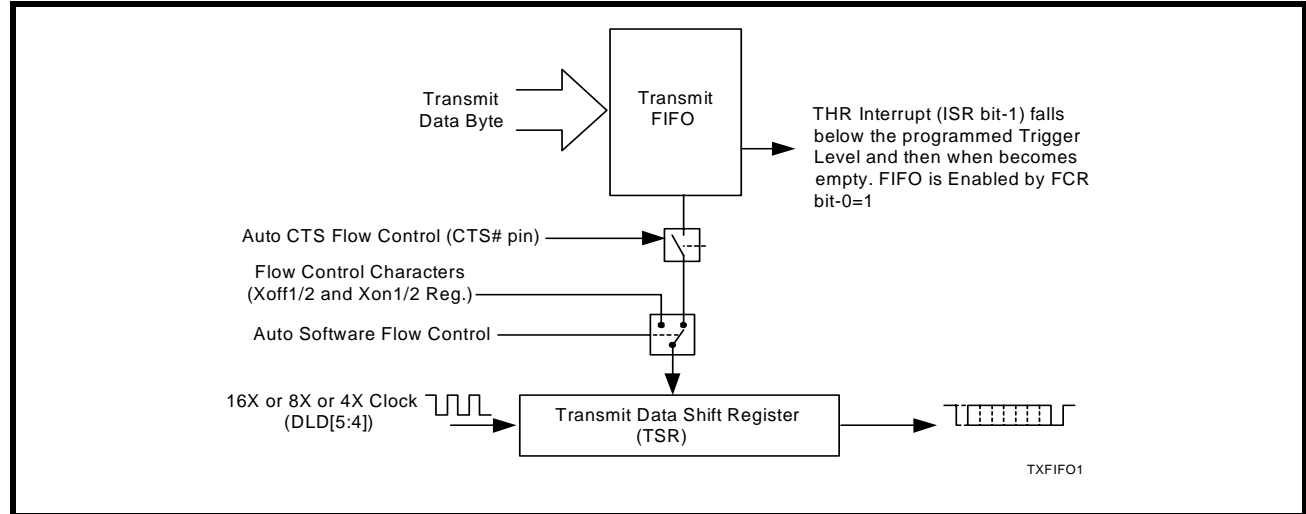 Transmit
Data Byte
Transmit
FIFO
THR Interrupt (ISR bit-1) falls
below the programmed Trigger
Level and then when becomes
empty. FIFO is Enabled by FCR
bit-0=1
Auto CTS Flow Control (CTS# pin)
Flow Control Characters
(Xoff1/2 and Xon1/2 Reg.)
Auto Software Flow Control
16X or 8X or 4X Clock
(DLD[5:4])
Transmit Data Shift Register
(TSR)
TXFIFO1